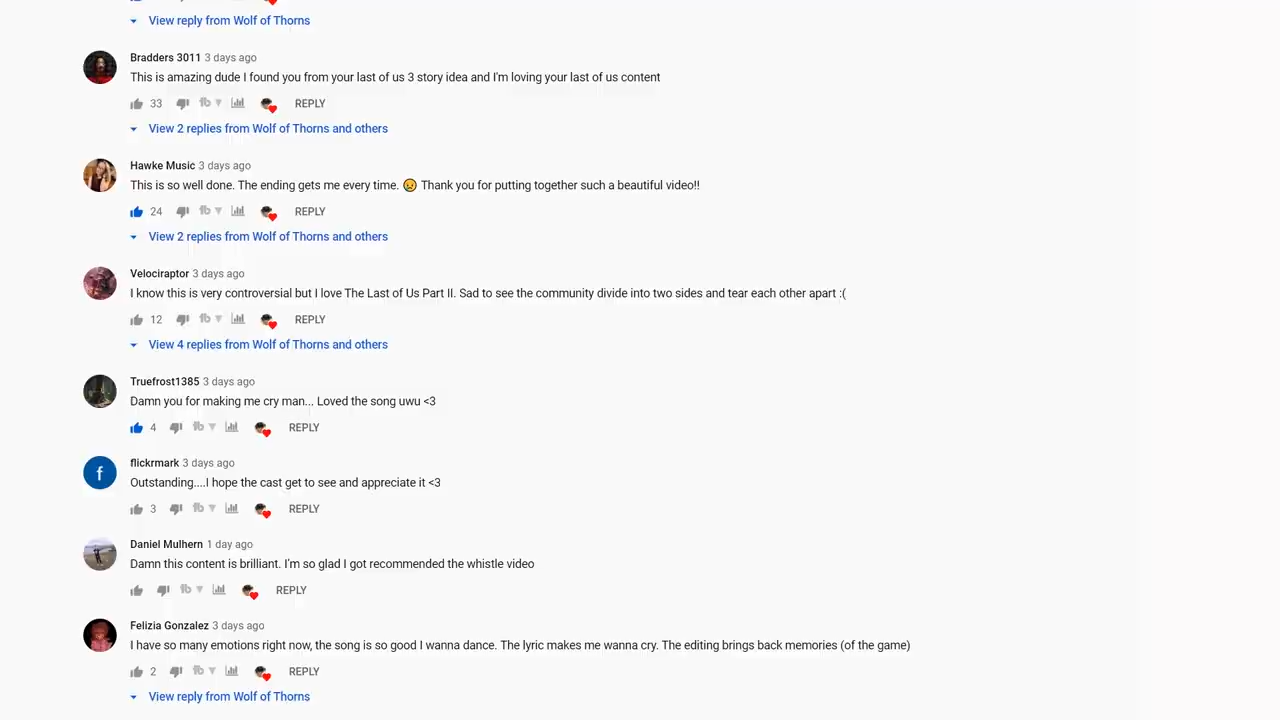 View reply from Wolf of Thorns
Bradders 3011 3 days ago
This is amazing dude I found you from your last of us 3 story idea and I'm loving your last of us content
33 REPLY
View 2 replies from Wolf of Thorns and others
Hawke Music 3 days ago
This is so well done. The ending gets me every time. 😥 Thank you for putting together such a beautiful video!!
24 REPLY
View 2 replies from Wolf of Thorns and others
Velociraptor 3 days ago
I know this is very controversial but I love The Last of Us Part II. Sad to see the community divide into two sides and tear each other apart :(
12 REPLY
View 4 replies from Wolf of Thorns and others
Truefrost1385 3 days ago
Damn you for making me cry man... Loved the song uwu <3
4 REPLY
flickrmark 3 days ago
f
Outstanding....I hope the cast get to see and appreciate it <3
3 REPLY
Daniel Mulhern 1 day ago
Damn this content is brilliant. I'm so glad I got recommended the whistle video
REPLY
Felizia Gonzalez 3 days ago
I have so many emotions right now, the song is so good I wanna dance. The lyric makes me wanna cry. The editing brings back memories (of the game)
2 REPLY
View reply from Wolf of Thorns